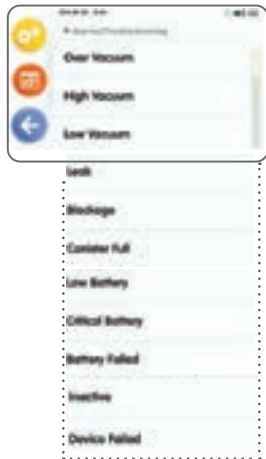 Over Vacuum
High Vacuum
Low Vacuum
Leak
Blockage
Canister Full
Low Battery
Critical Battery
Battery Failed
Inactive
Device Failed